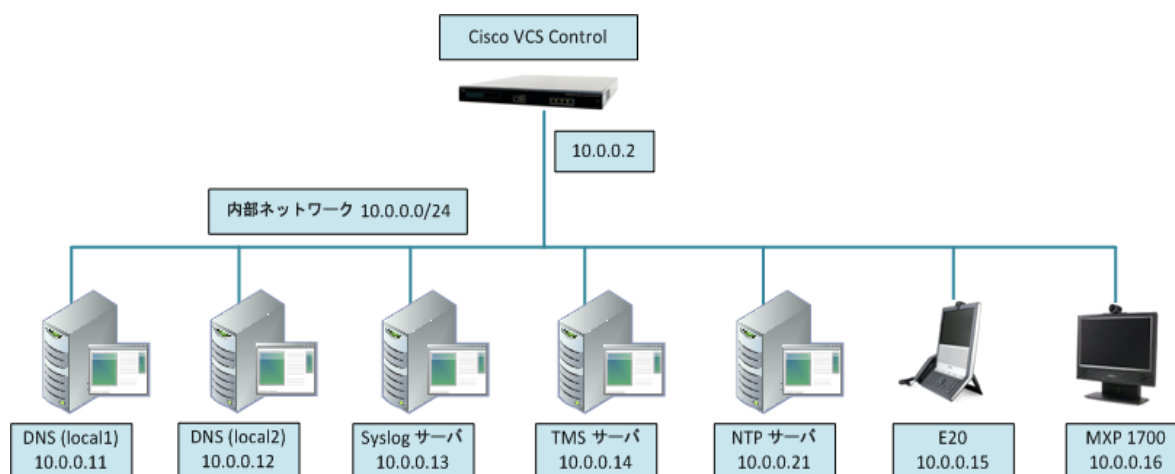 Cisco VCS Control
10.0.0.2
内部ネットワーク 10.0.0.0/24
DNS (local1)
10.0.0.11
DNS (local2)
10.0.0.12
Syslog サーバ
10.0.0.13
TMS サーバ
10.0.0.14
NTP サーバ
10.0.0.21
E20
10.0.0.15
MXP 1700
10.0.0.16